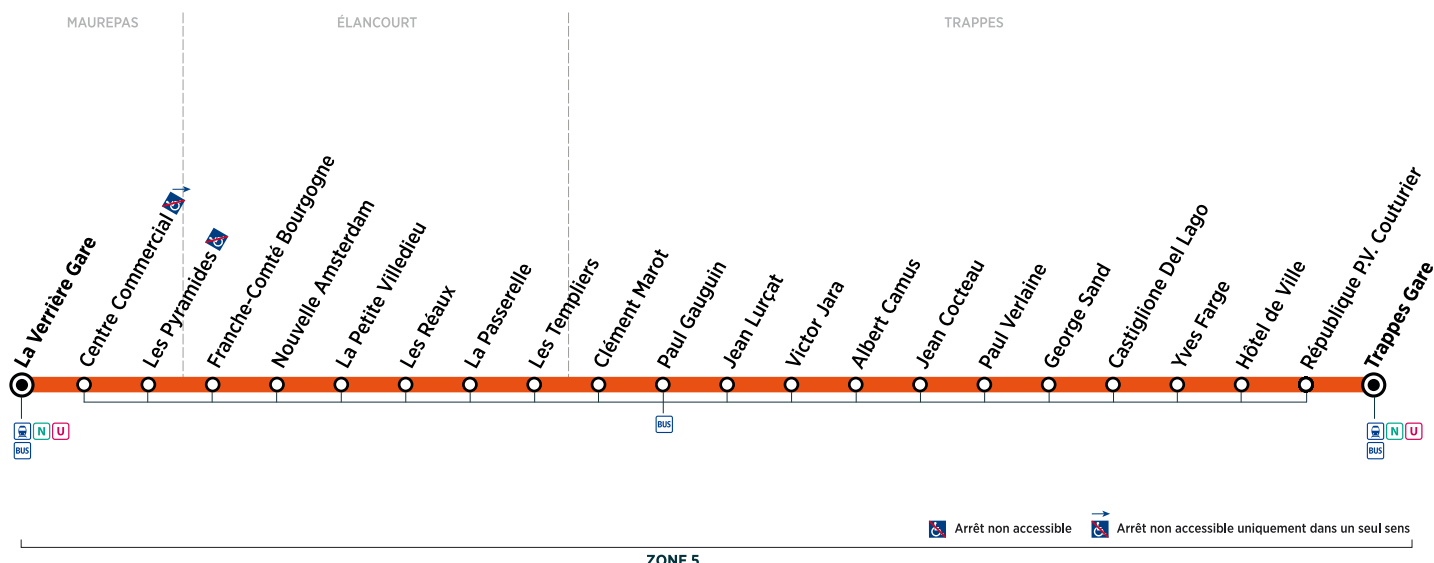 MAUREPAS
ÉLANCOURT
TRAPPES
La Verrière Gare
Centre Commercial
Les Pyramides
Franche-Comté Bourgogne
Nouvelle Amsterdam
La Petite Villedieu
Les Réaux
La Passerelle
Les Templiers
Clément Marot
Paul Gauguin
Jean Lurçat
Victor Jara
Albert Camus
Jean Cocteau
Paul Verlaine
George Sand
Castiglione Del Lago
Yves Farge
Hôtel de Ville
République P.V. Couturier
Trappes Gare
N U
BUS
BUS
N U
BUS
Arrêt non accessible
Arrêt non accessible uniquement dans un seul sens
ZONE 5